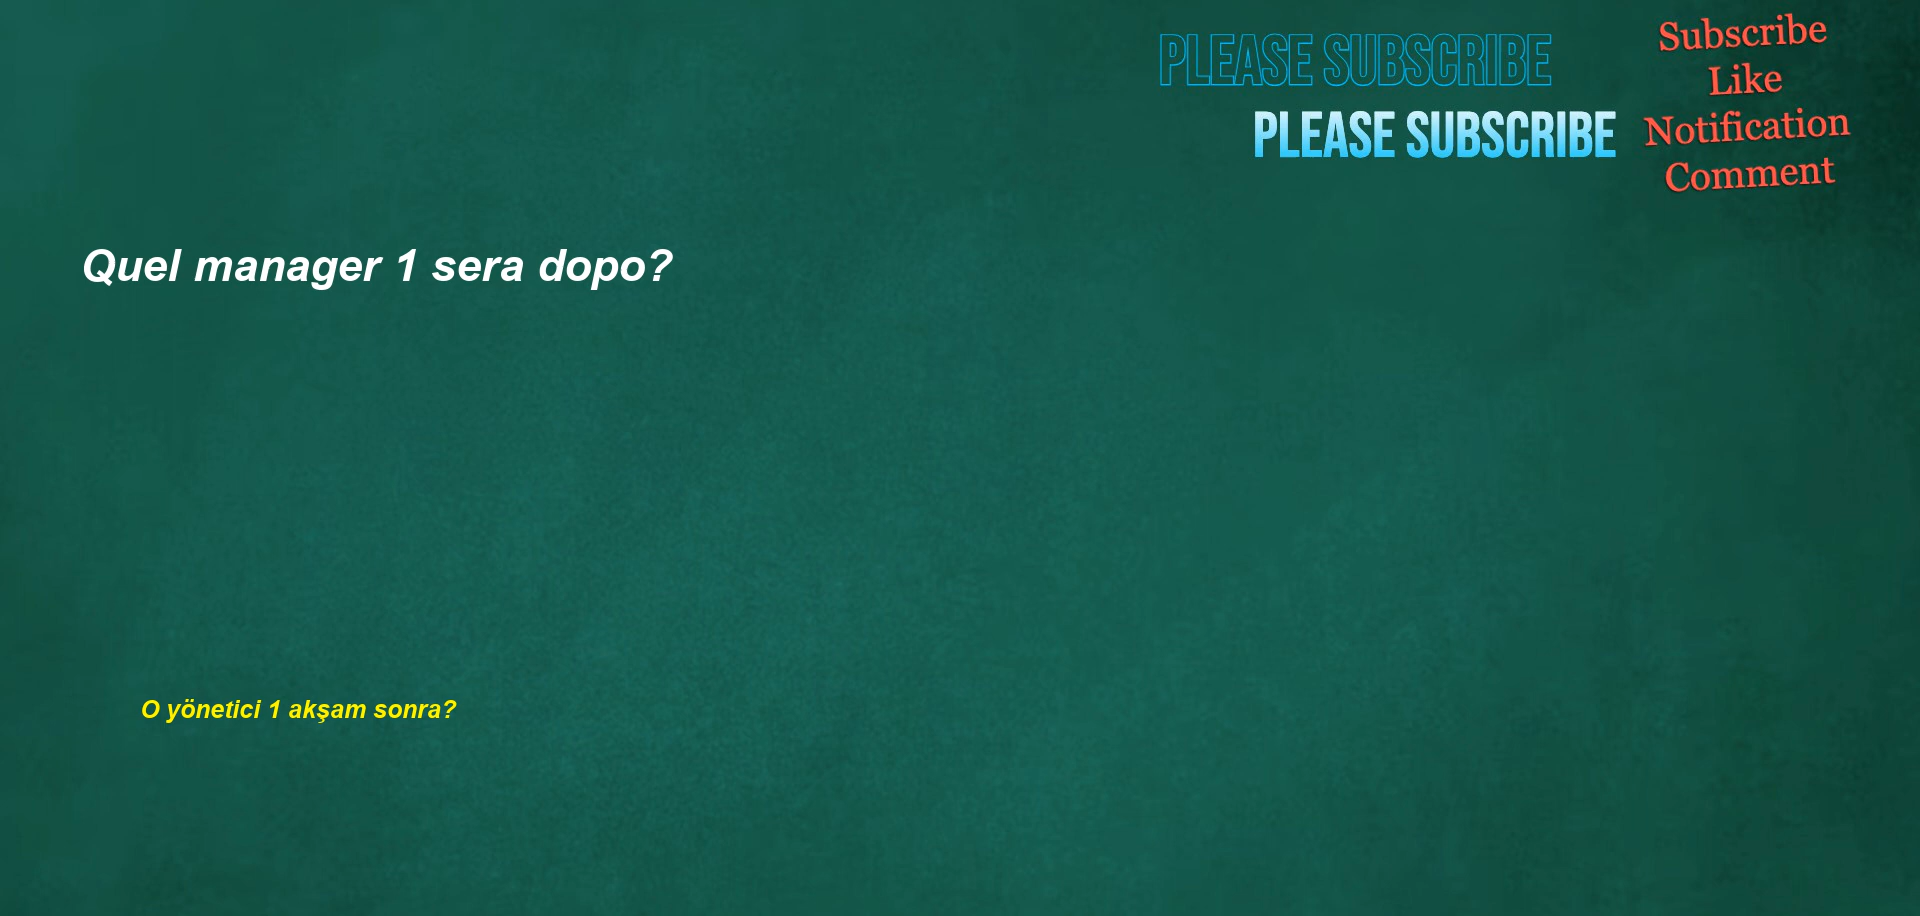 PLEASE SUBSCRIBE
PLEASE SUBSCRIBE
Subscribe
Like
Notification
Comment
Quel manager 1 sera dopo?
O yönetici 1 akşam sonra?